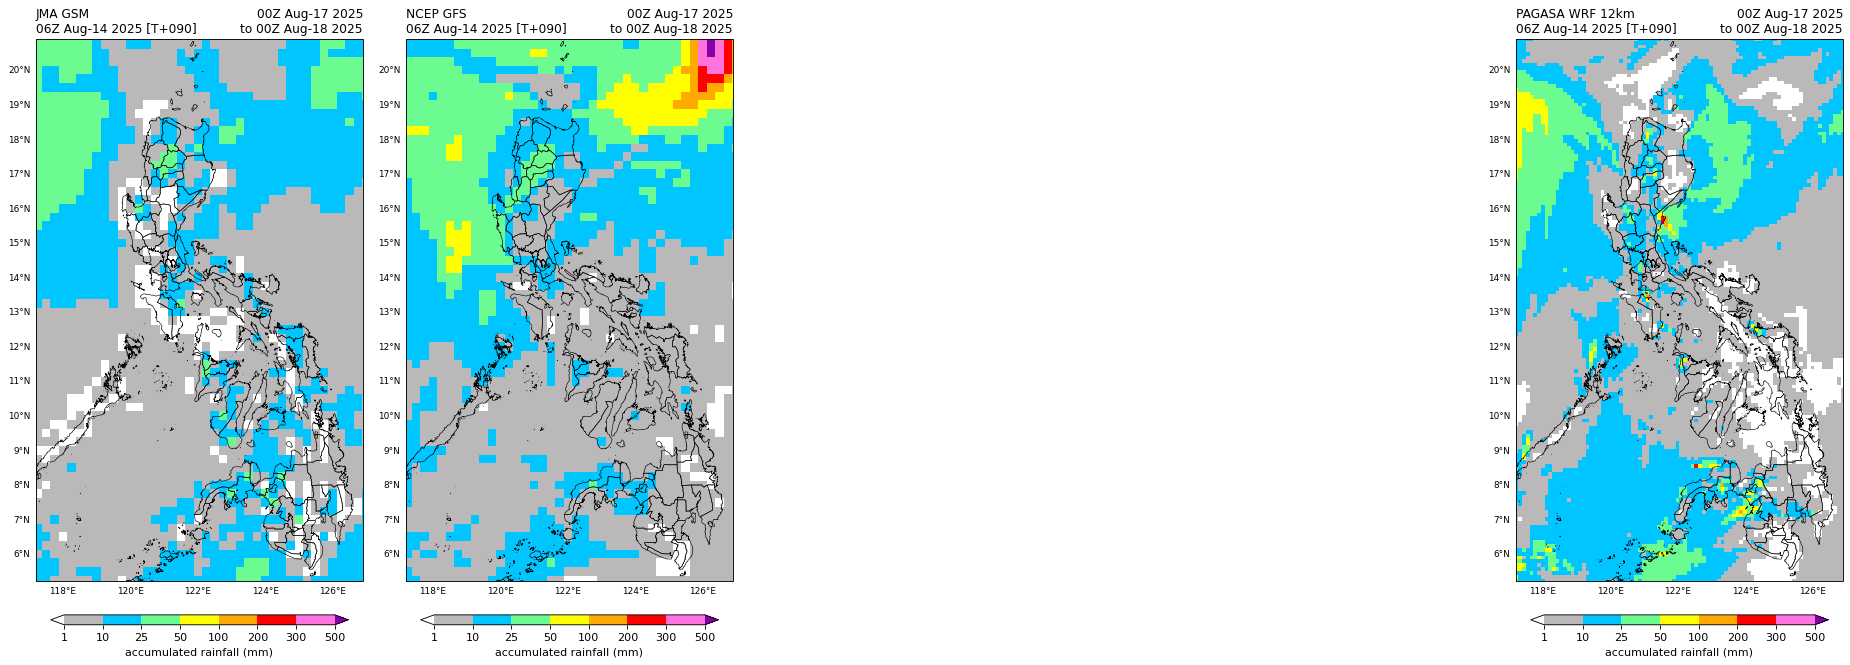 JMA GSM 00Z Aug-17 2025
06Z Aug-14 2025 [T+090] to 00Z Aug-18 2025
20°N
19°N
18°N
17°N
16°N
15°N
14°N
13°N
12°N
11°N
10°N
9°N
8°N
7°N
6°N
118°E 120°E 122°E 124°E 126°E
1 10 25 50 100 200 300 500
accumulated rainfall (mm)
NCEP GFS 00Z Aug-17 2025
06Z Aug-14 2025 [T+090] to 00Z Aug-18 2025
20°N
19°N
18°N
17°N
16°N
15°N
14°N
13°N
12°N
11°N
10°N
9°N
8°N
7°N
6°N
118°E 120°E 122°E 124°E 126°E
1 10 25 50 100 200 300 500
accumulated rainfall (mm)
PAGASA WRF 12km 00Z Aug-17 2025
06Z Aug-14 2025 [T+090] to 00Z Aug-18 2025
20°N
19°N
18°N
17°N
16°N
15°N
14°N
13°N
12°N
11°N
10°N
9°N
8°N
7°N
6°N
118°E 120°E 122°E 124°E 126°E
1 10 25 50 100 200 300 500
accumulated rainfall (mm)